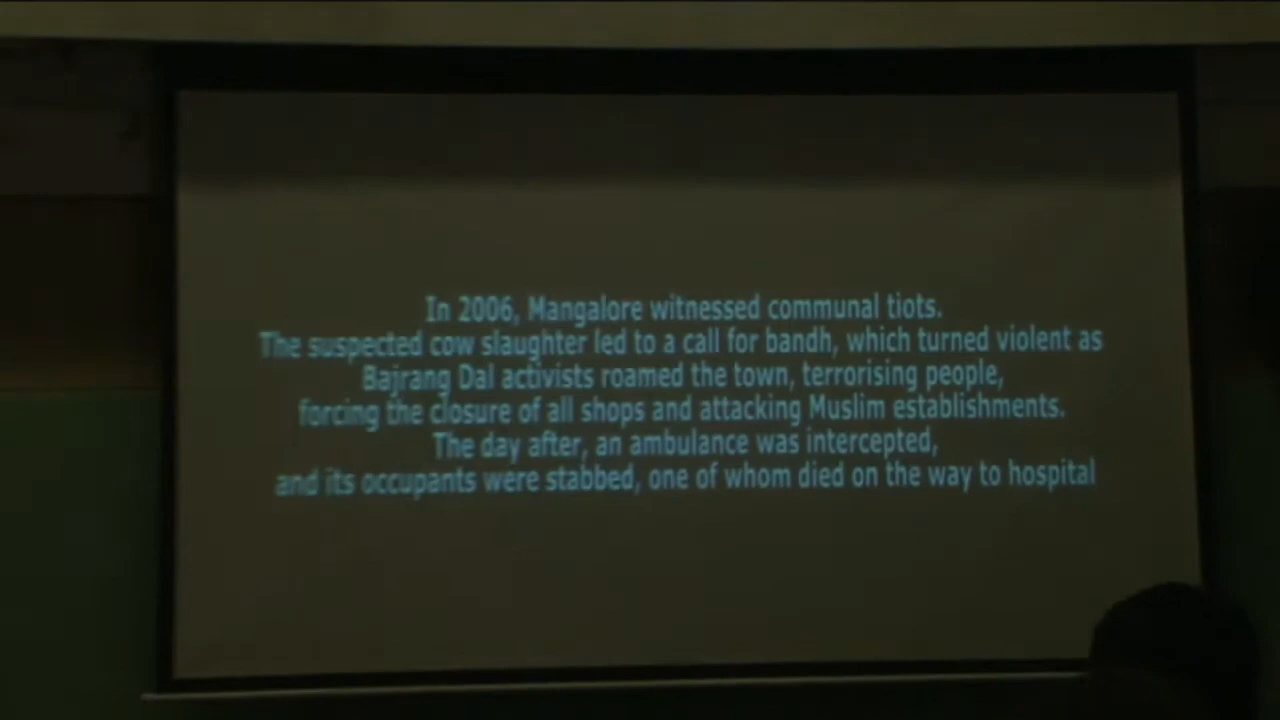 In 2006, Mangalore witnessed communal tiots.
The suspected cow slaughter led to a call for bandh, which turned violent as
Bajrang Dal activists roamed the town, terrorising people,
forcing the closure of all shops and attacking Muslim establishments.
The day after, an ambulance was intercepted,
and its occupants were stabbed, one of whom died on the way to hospital